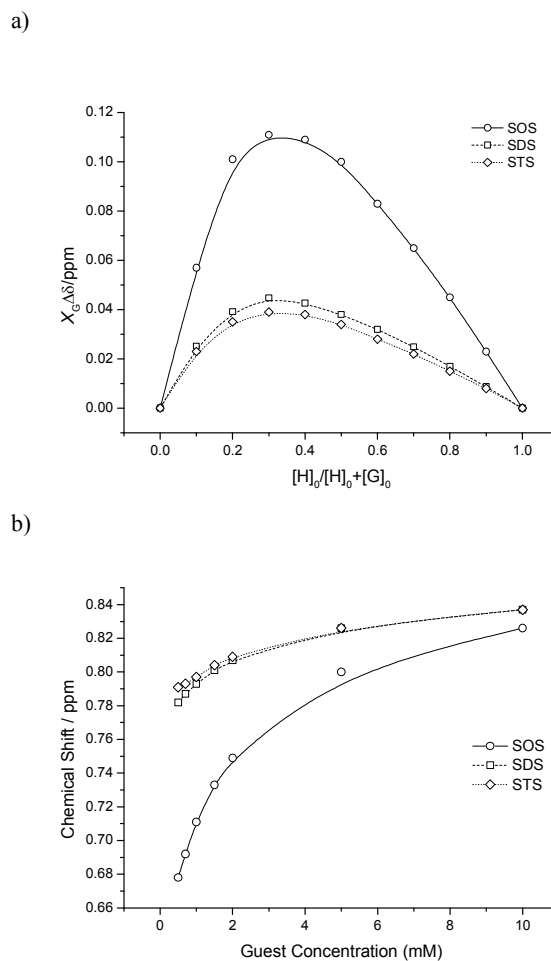 a)
0.12
0.10
0.08
0.06
0.04
0.02
0.00
X_GΔδ/ppm
SOS
SDS
STS
0.0 0.2 0.4 0.6 0.8 1.0
[H]₀/[H]₀+[G]₀
b)
0.84
0.82
0.80
0.78
0.76
0.74
0.72
0.70
0.68
0.66
Chemical Shift / ppm
SOS
SDS
STS
0 2 4 6 8 10
Guest Concentration (mM)